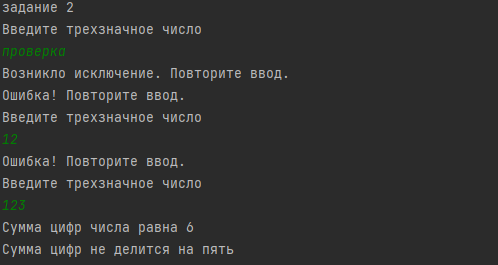 задание 2
Введите трехзначное число
проверка
Возникло исключение. Повторите ввод.
Ошибка! Повторите ввод.
Введите трехзначное число
12
Ошибка! Повторите ввод.
Введите трехзначное число
123
Сумма цифр числа равна 6
Сумма цифр не делится на пять